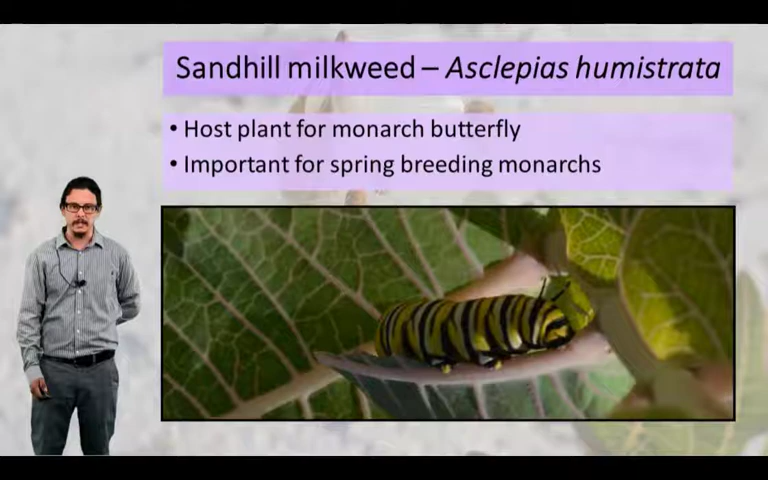 Sandhill milkweed – Asclepias humistrata
• Host plant for monarch butterfly
• Important for spring breeding monarchs